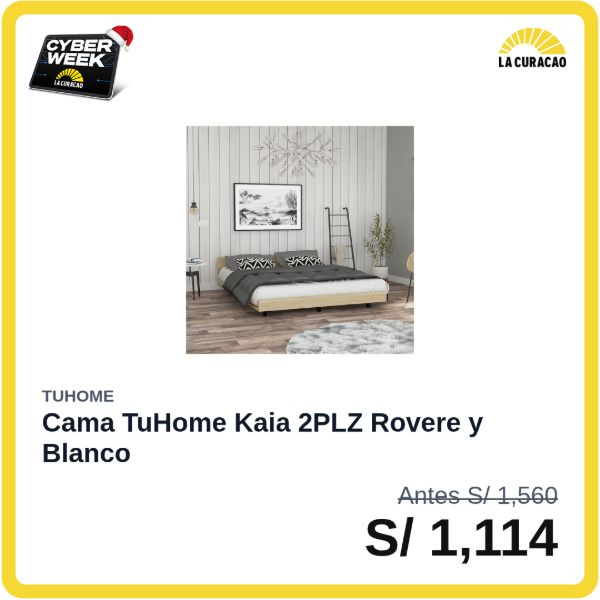 CYBER
WEEK
LA CURACAO
LA CURACAO
TUHOME
Cama TuHome Kaia 2PLZ Rovere y
Blanco
Antes S/ 1,560
S/ 1,114